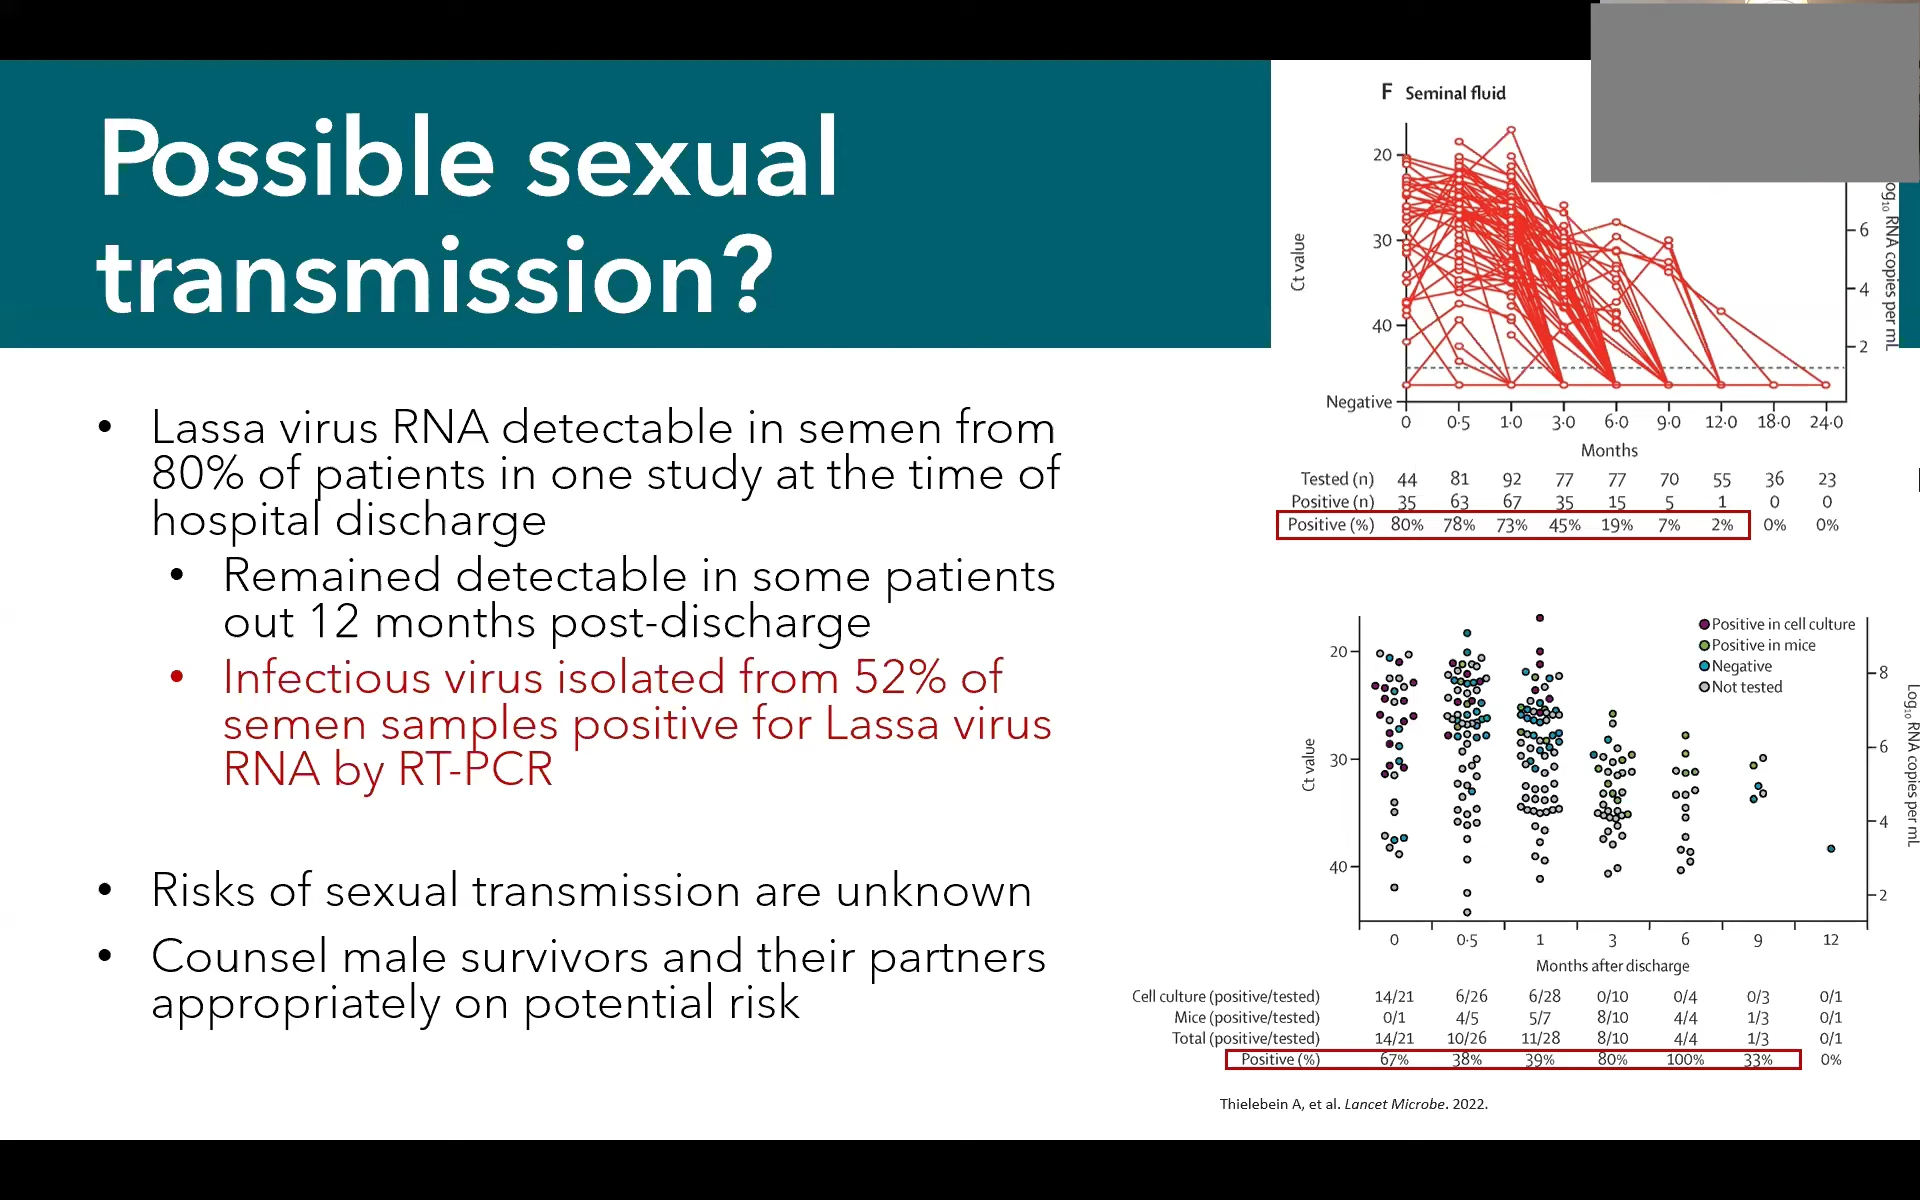 Possible sexual
transmission?
• Lassa virus RNA detectable in semen from
80% of patients in one study at the time of
hospital discharge
• Remained detectable in some patients
out 12 months post-discharge
• Infectious virus isolated from 52% of
semen samples positive for Lassa virus
RNA by RT-PCR
• Risks of sexual transmission are unknown
• Counsel male survivors and their partners
appropriately on potential risk
F Seminal fluid
Ct value
20
30
40
Negative
6
4
2
Log10 RNA copies per mL
0 0·5 1·0 3·0 6·0 9·0 12·0 18·0 24·0
Months
Tested (n) 44 81 92 77 77 70 55 36 23
Positive (n) 35 63 67 35 15 5 1 0 0
Positive (%) 80% 78% 73% 45% 19% 7% 2% 0% 0%
Positive in cell culture
Positive in mice
Negative
Not tested
Ct value
20
30
40
8
6
4
2
Log10 RNA copies per mL
0 0·5 1 3 6 9 12
Months after discharge
Cell culture (positive/tested) 14/21 6/26 6/28 0/10 0/4 0/3 0/1
Mice (positive/tested) 0/1 4/5 5/7 8/10 4/4 1/3 0/1
Total (positive/tested) 14/21 10/26 11/28 8/10 4/4 1/3 0/1
Positive (%) 67% 38% 39% 80% 100% 33% 0%
Thielebein A, et al. Lancet Microbe. 2022.